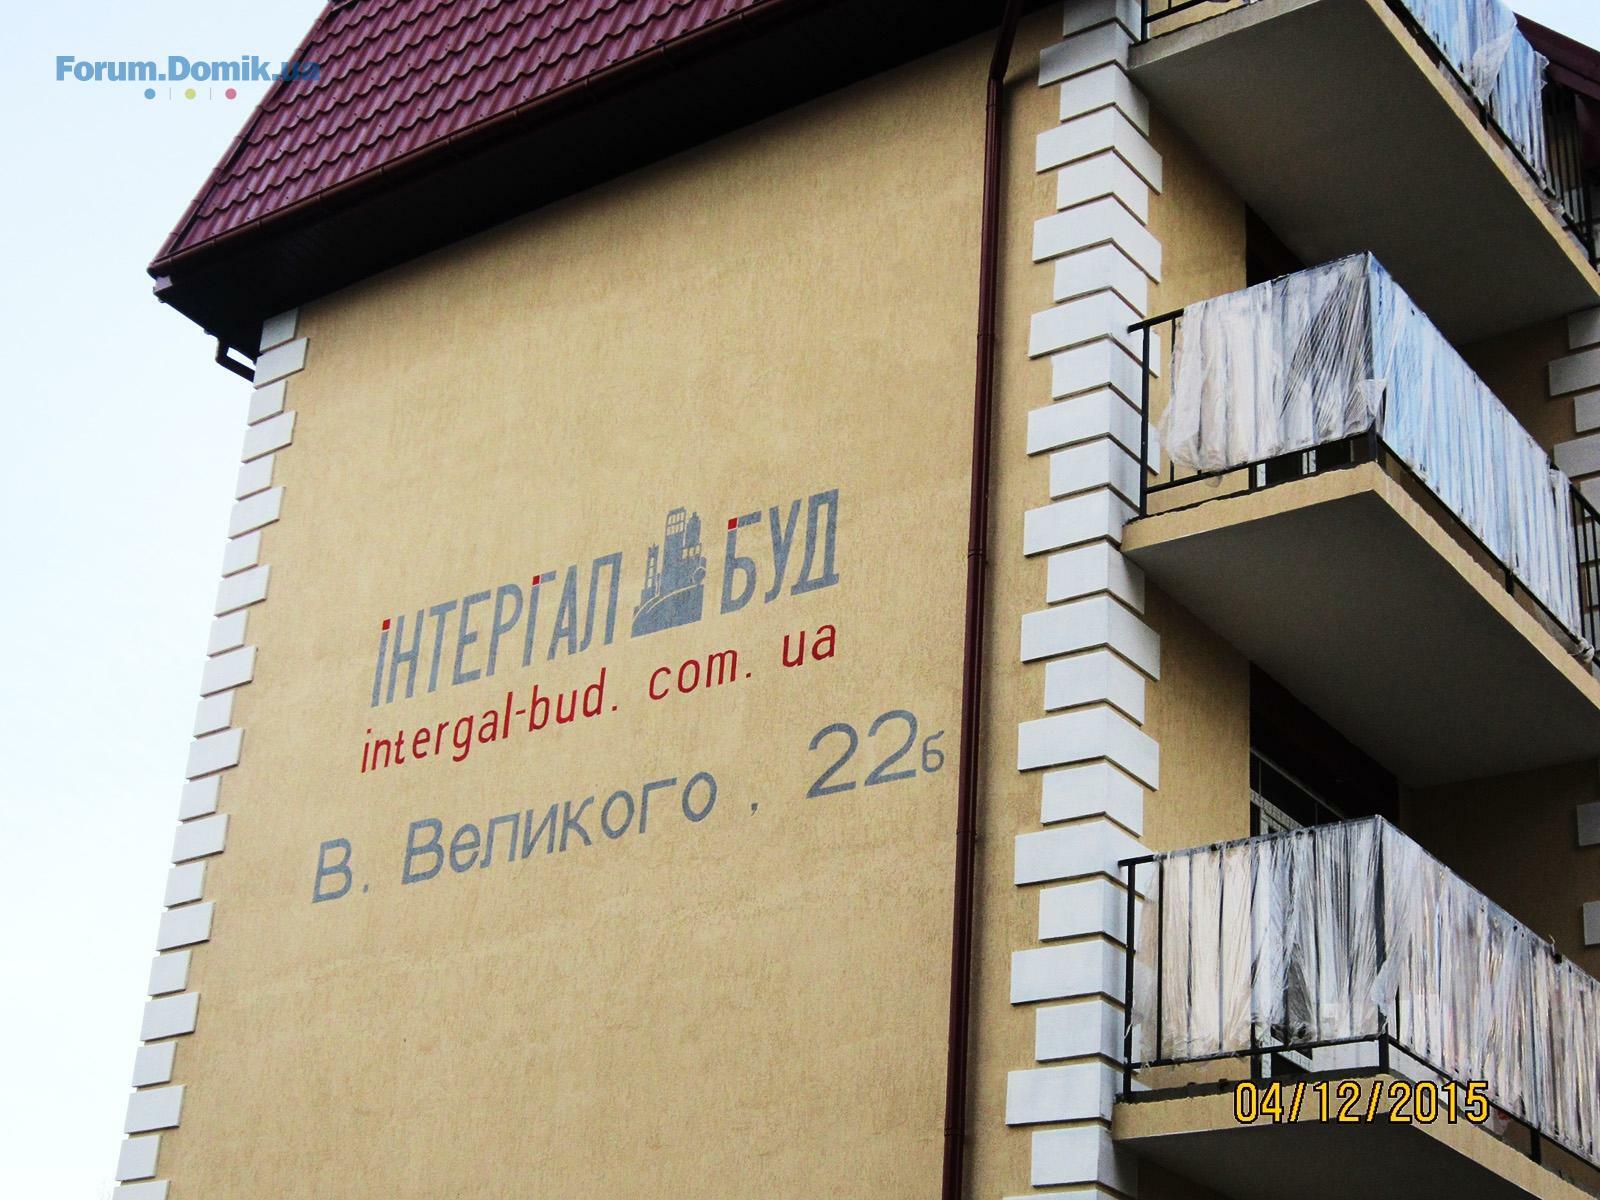 Forum.Domik.ua
ІНТЕРГАЛ БУД
intergal-bud. com. ua
В. Великого , 22б
04/12/2015